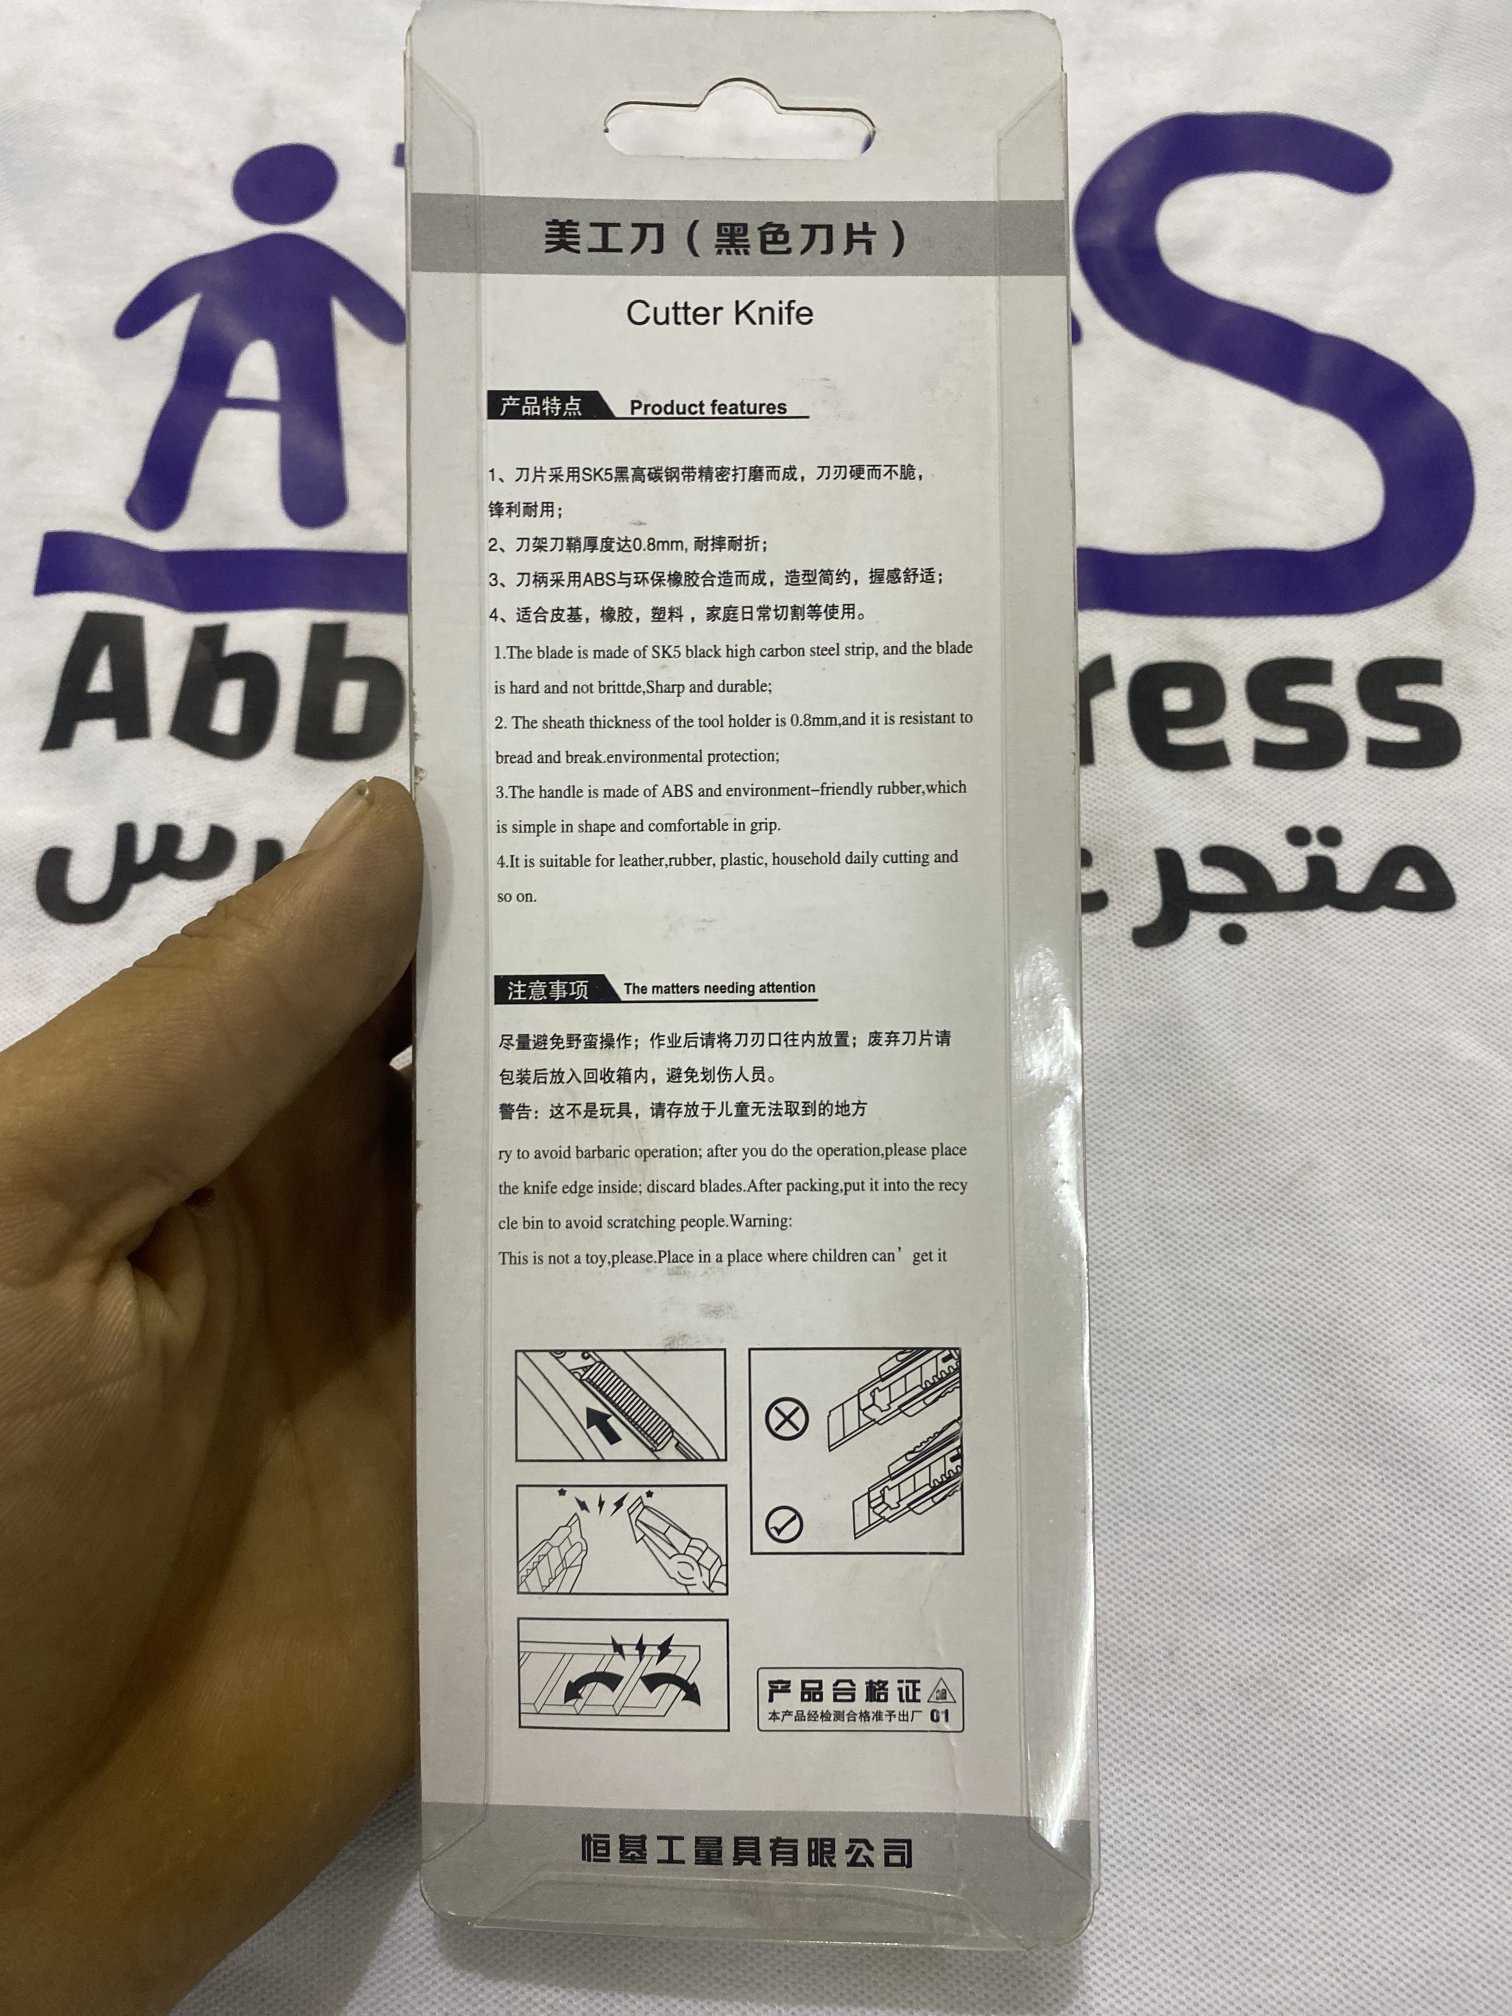 美工刀（黑色刀片）
Cutter Knife
产品特点 Product features
1、刀片采用SK5黑高碳钢带精密打磨而成，刀刃硬而不脆，
锋利耐用；
2、刀架刀鞘厚度达0.8mm, 耐摔耐折；
3、刀柄采用ABS与环保橡胶合造而成，造型简约，握感舒适；
4、适合皮基，橡胶，塑料，家庭日常切割等使用。
1.The blade is made of SK5 black high carbon steel strip, and the blade
is hard and not brittde,Sharp and durable;
2. The sheath thickness of the tool holder is 0.8mm,and it is resistant to
bread and break.environmental protection;
3.The handle is made of ABS and environment-friendly rubber,which
is simple in shape and comfortable in grip.
4.It is suitable for leather,rubber, plastic, household daily cutting and
so on.
注意事项 The matters needing attention
尽量避免野蛮操作；作业后请将刀刃口往内放置；废弃刀片请
包装后放入回收箱内，避免划伤人员。
警告：这不是玩具，请存放于儿童无法取到的地方
ry to avoid barbaric operation; after you do the operation,please place
the knife edge inside; discard blades.After packing,put it into the recy
cle bin to avoid scratching people.Warning:
This is not a toy,please.Place in a place where children can’ get it
产品合格证
本产品经检测合格准予出厂 01
恒基工量具有限公司
A S
Abb ress
متجر رس